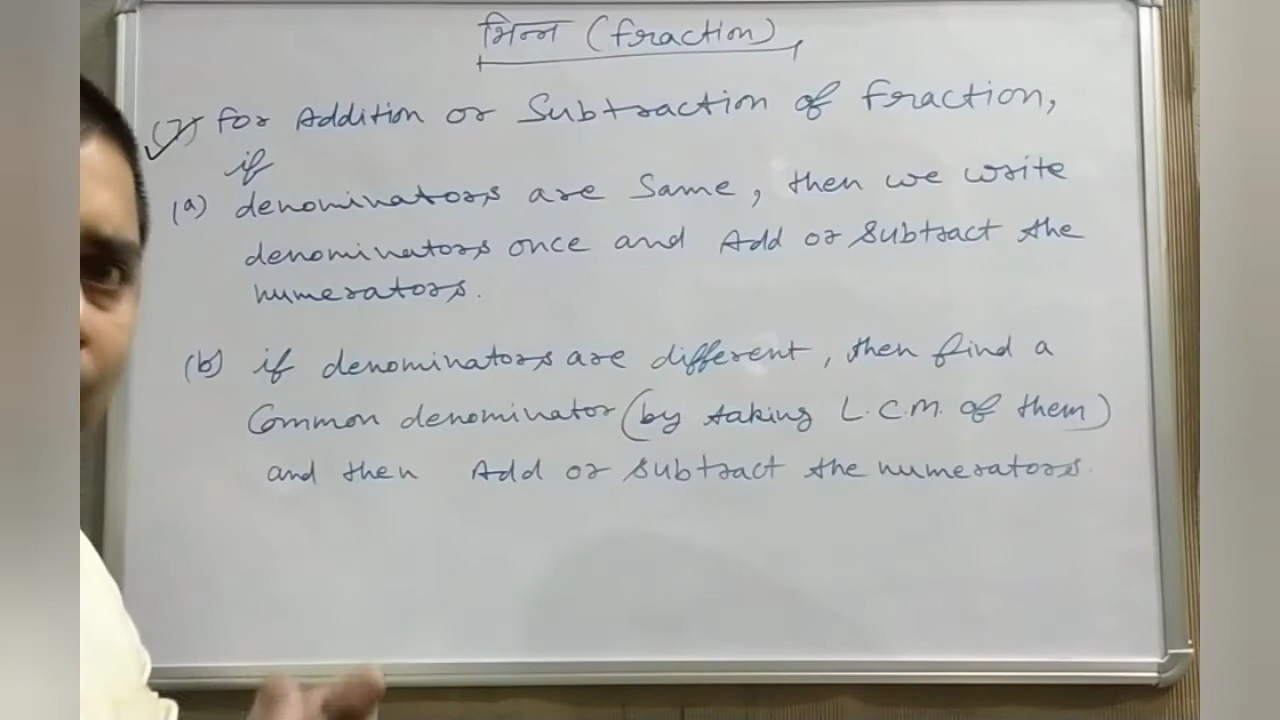 भिन्न (fraction)
(7) For Addition or Subtraction of fraction,
if
(a) denominators are same, then we write
denominators once and Add or subtract the
numerators.
(b) if denominators are different, then find a
Common denominator (by taking L.C.M. of them)
and then Add or subtract the numerators.